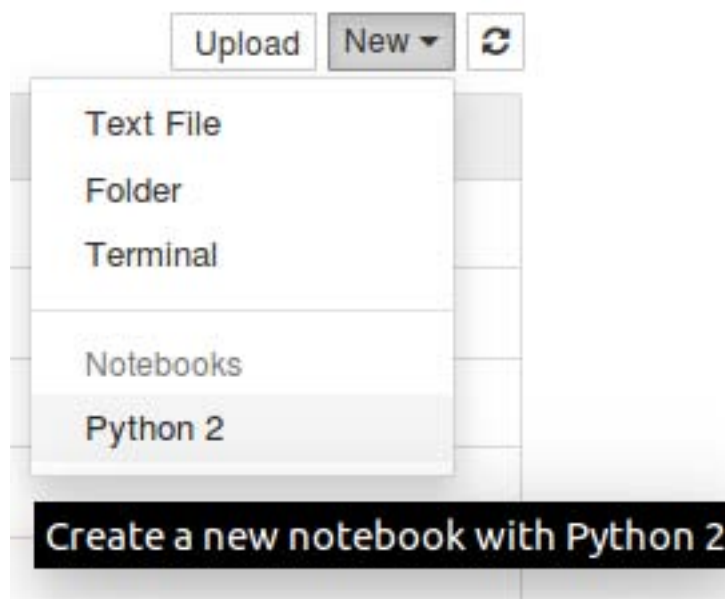 Upload New
Text File
Folder
Terminal
Notebooks
Python 2
Create a new notebook with Python 2